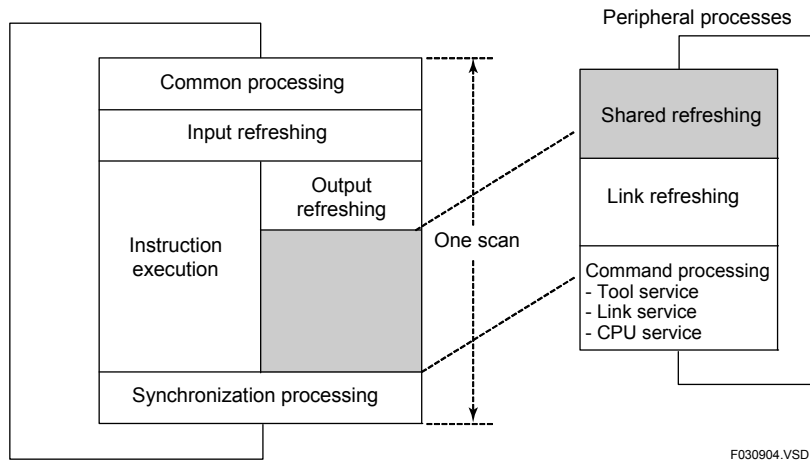 Peripheral processes
Common processing
Input refreshing
Output
refreshing
Instruction
execution
Synchronization processing
One scan
Shared refreshing
Link refreshing
Command processing
- Tool service
- Link service
- CPU service
F030904.VSD